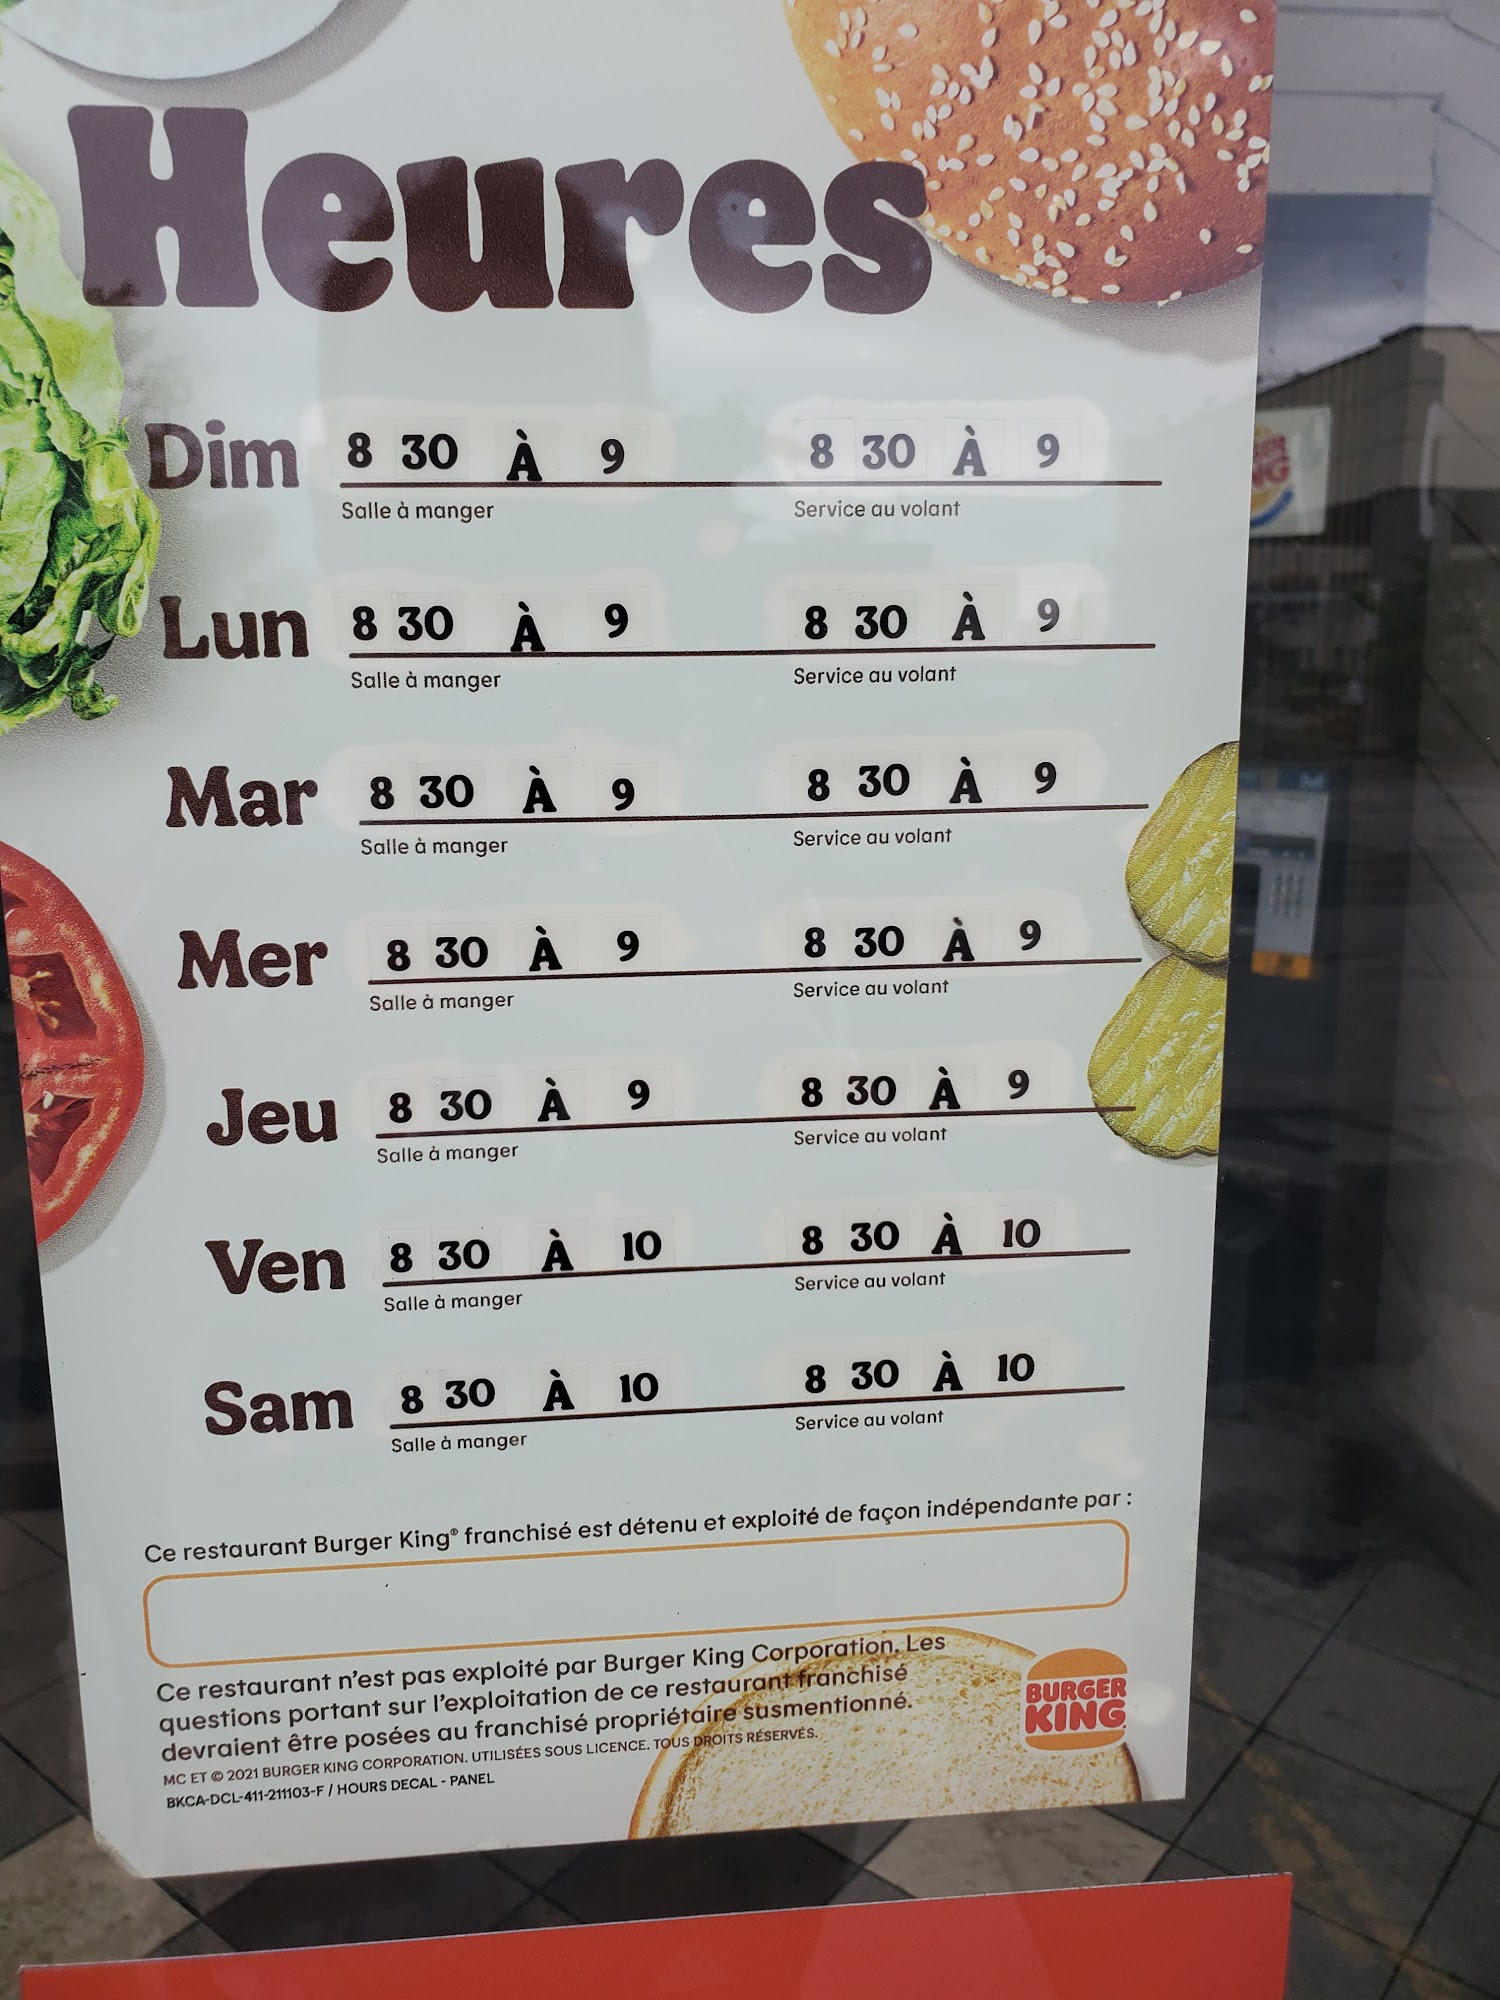 Heures
Dim 8 30 À 9 8 30 À 9
Salle à manger Service au volant
Lun 8 30 À 9 8 30 À 9
Salle à manger Service au volant
Mar 8 30 À 9 8 30 À 9
Salle à manger Service au volant
Mer 8 30 À 9 8 30 À 9
Salle à manger Service au volant
Jeu 8 30 À 9 8 30 À 9
Salle à manger Service au volant
Ven 8 30 À 10 8 30 À 10
Salle à manger Service au volant
Sam 8 30 À 10 8 30 À 10
Salle à manger Service au volant
Ce restaurant Burger King® franchisé est détenu et exploité de façon indépendante par :
Ce restaurant n'est pas exploité par Burger King Corporation. Les
questions portant sur l'exploitation de ce restaurant franchisé
devraient être posées au franchisé propriétaire susmentionné.
MC ET © 2021 BURGER KING CORPORATION. UTILISÉES SOUS LICENCE. TOUS DROITS RÉSERVÉS.
BKCA-DCL-411-211103-F / HOURS DECAL - PANEL
BURGER
KING